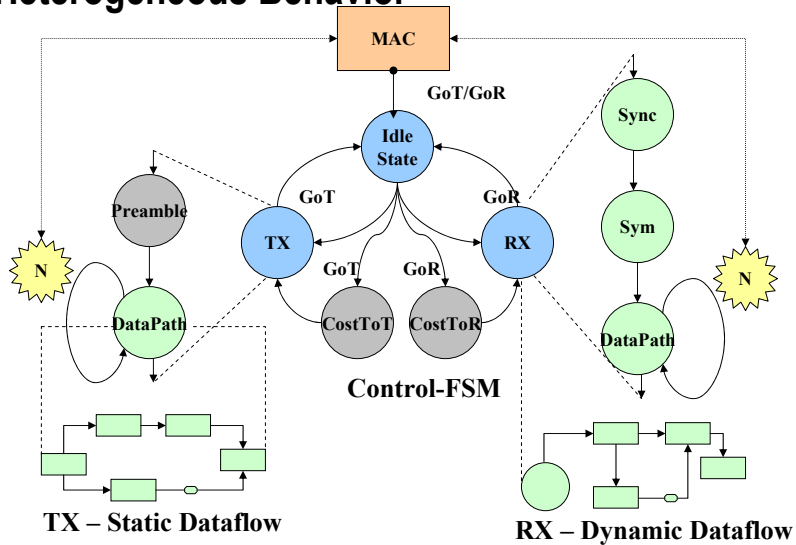 Heterogeneous Behavior
MAC
GoT/GoR
Sync
Idle
State
Preamble
GoT
GoR
Sym
TX
RX
N
N
GoT
GoR
DataPath
CostToT
CostToR
DataPath
Control-FSM
TX – Static Dataflow
RX – Dynamic Dataflow